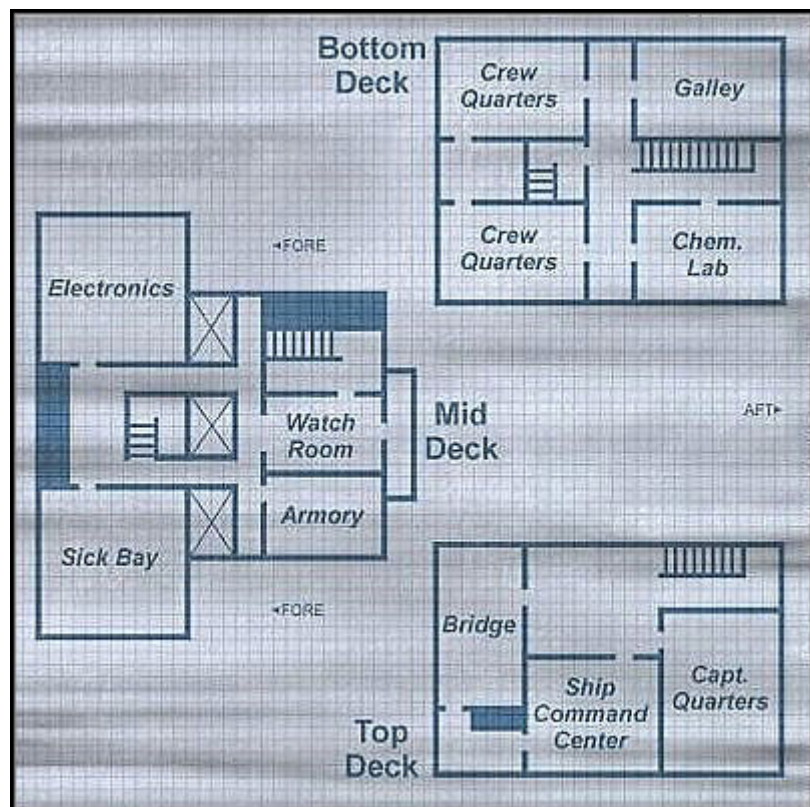 Bottom
Deck
Crew
Quarters
Galley
Crew
Quarters
Chem.
Lab
◄FORE
Electronics
AFT►
Mid
Deck
Watch
Room
Armory
Sick Bay
◄FORE
Bridge
Ship
Command
Center
Capt.
Quarters
Top
Deck